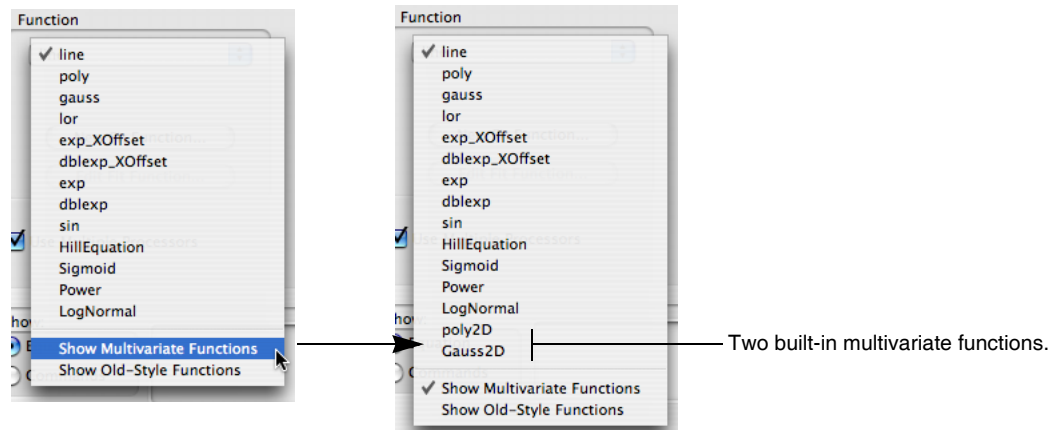 Function
✓ line
poly
gauss
lor
exp_XOffset
dblexp_XOffset
exp
dblexp
sin
HillEquation
Sigmoid
Power
LogNormal
Show Multivariate Functions
Show Old-Style Functions
Function
✓ line
poly
gauss
lor
exp_XOffset
dblexp_XOffset
exp
dblexp
sin
HillEquation
Sigmoid
Power
LogNormal
poly2D
Gauss2D
✓ Show Multivariate Functions
Show Old-Style Functions
Two built-in multivariate functions.